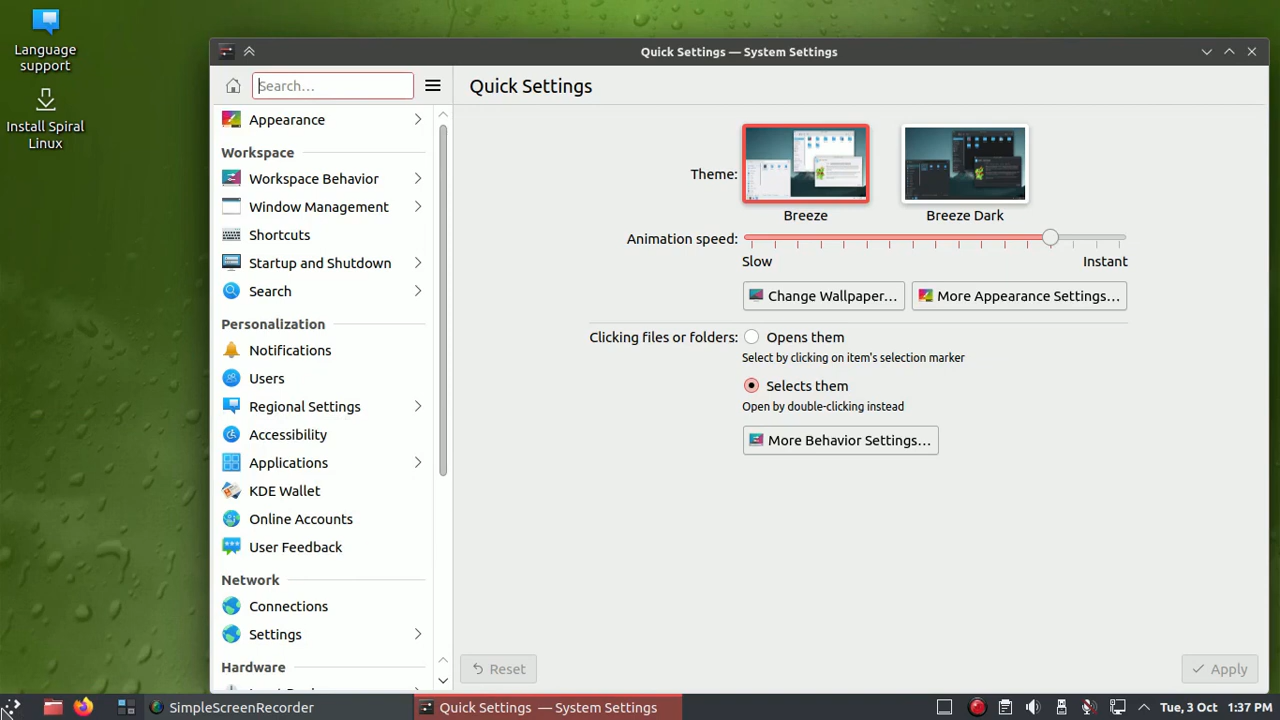 Language
support
Install Spiral
Linux
Quick Settings — System Settings
Search...
Quick Settings
Appearance
Workspace
Workspace Behavior
Window Management
Shortcuts
Startup and Shutdown
Search
Personalization
Notifications
Users
Regional Settings
Accessibility
Applications
KDE Wallet
Online Accounts
User Feedback
Network
Connections
Settings
Hardware
Theme:
Breeze
Breeze Dark
Animation speed:
Slow
Instant
Change Wallpaper...
More Appearance Settings...
Clicking files or folders:
Opens them
Select by clicking on item's selection marker
Selects them
Open by double-clicking instead
More Behavior Settings...
Reset
Apply
SimpleScreenRecorder
Quick Settings — System Settings
Tue, 3 Oct
1:37 PM